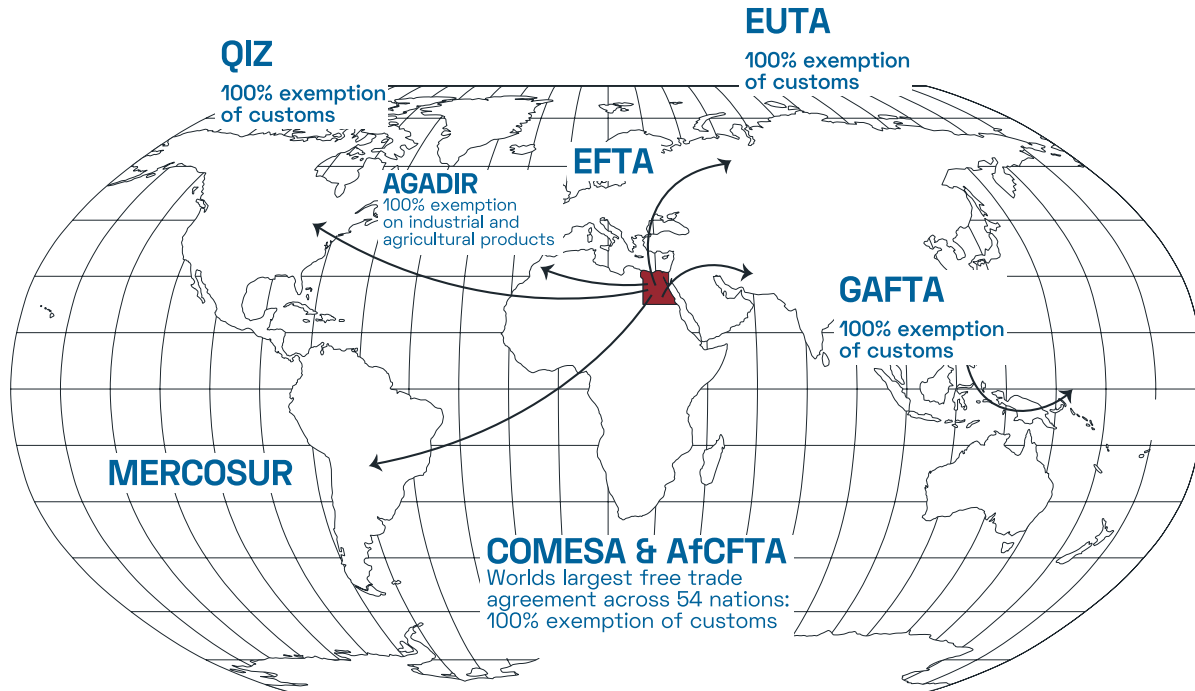 QIZ
100% exemption
of customs
EUTA
100% exemption
of customs
EFTA
AGADIR
100% exemption
on industrial and
agricultural products
GAFTA
100% exemption
of customs
MERCOSUR
COMESA & AfCFTA
Worlds largest free trade
agreement across 54 nations:
100% exemption of customs